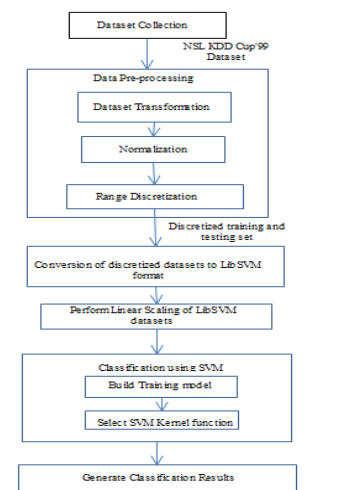 Dataset Collection
NSL KDD Cup'99
Dataset
Data Pre-processing
Dataset Transformation
Normalization
Range Discretization
Discretized training and
testing set
Conversion of discretized datasets to LibSVM
format
Perform Linear Scaling of LibSVM
datasets
Classification using SVM
Build Training model
Select SVM Kernel function
Generate Classification Results